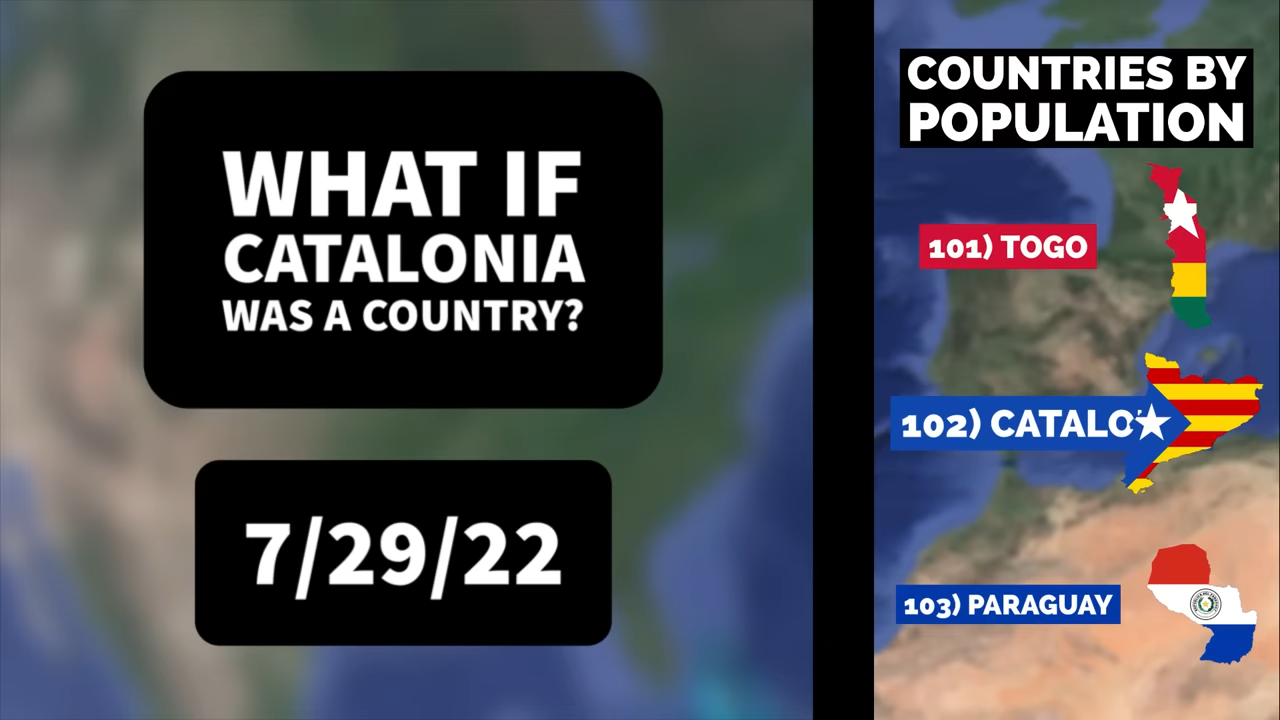 WHAT IF
CATALONIA
WAS A COUNTRY?
7/29/22
COUNTRIES BY
POPULATION
101) TOGO
102) CATALO
103) PARAGUAY